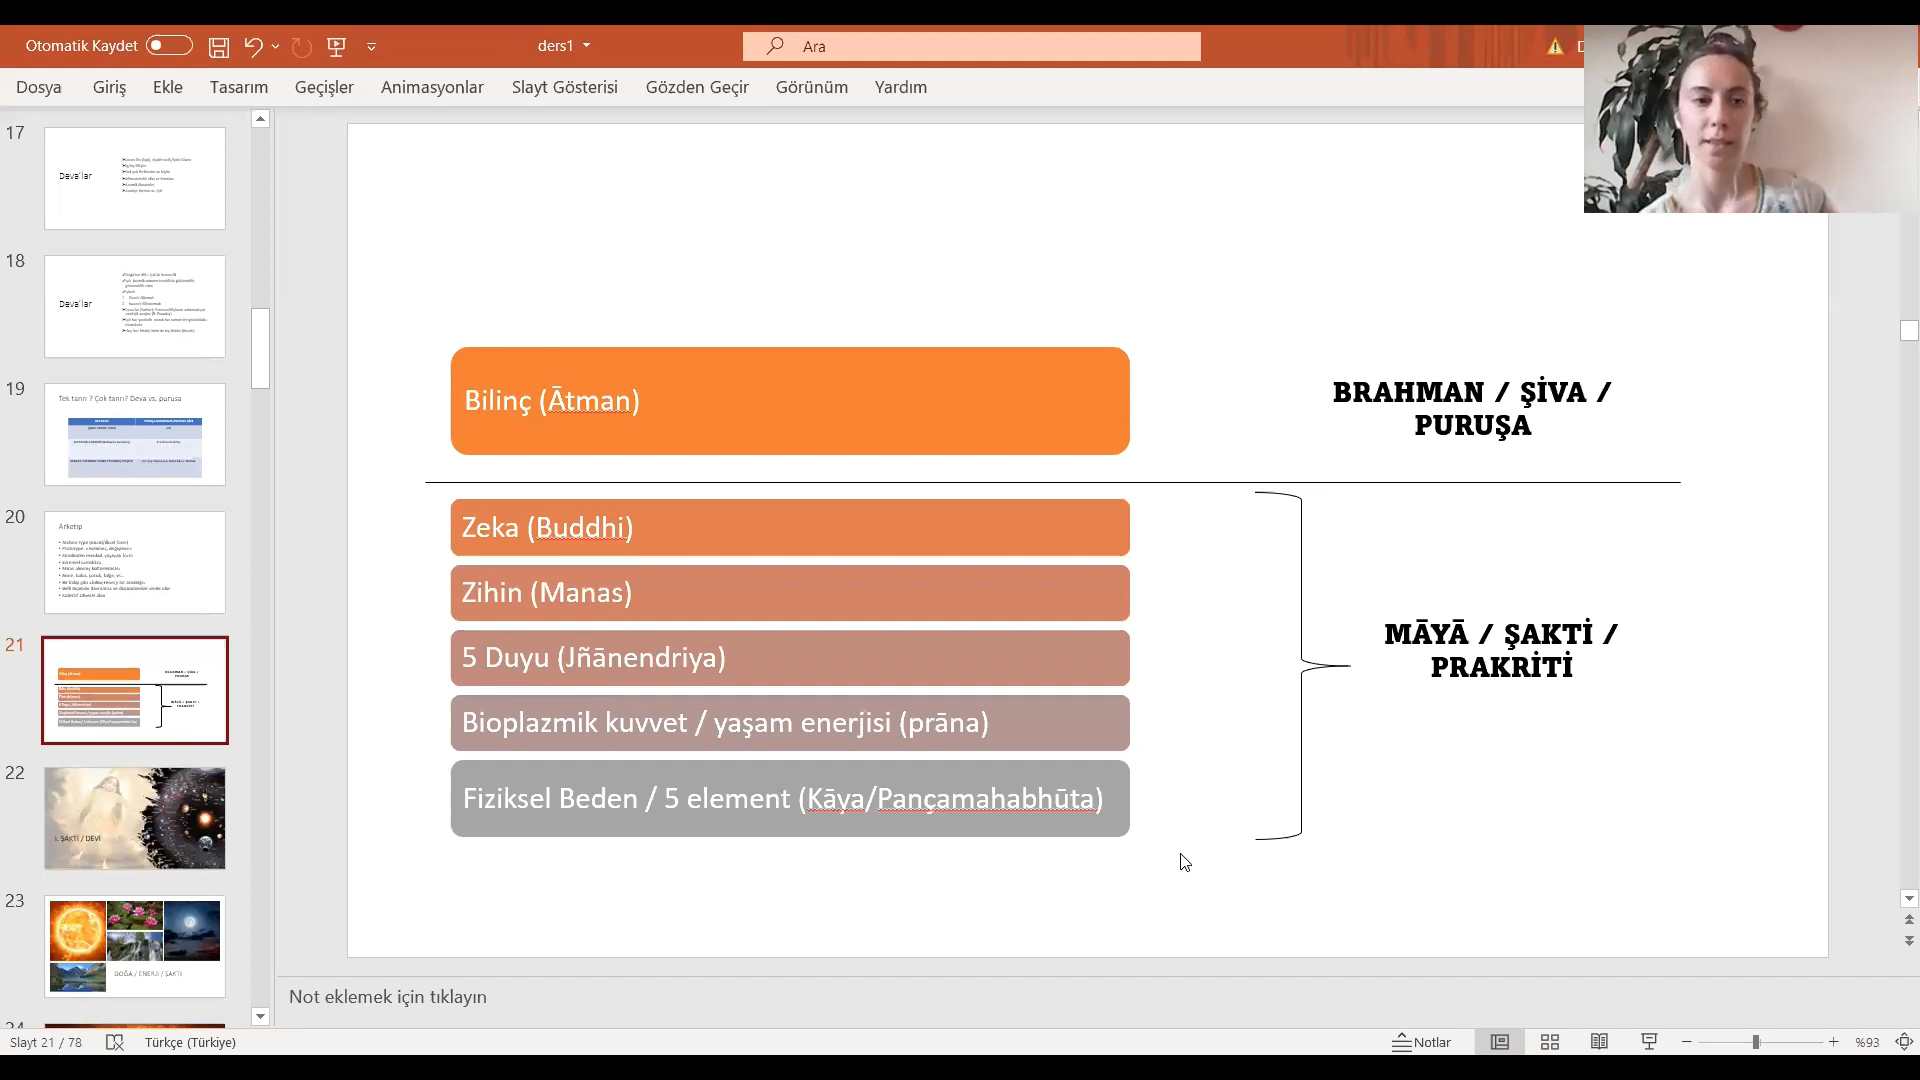 Otomatik Kaydet
ders1
Ara
Dosya Giriş Ekle Tasarım Geçişler Animasyonlar Slayt Gösterisi Gözden Geçir Görünüm Yardım
17
Deva'lar
18
Deva'lar
19
Tek tanrı ? Çok tanrı? Deva vs. purusa
20
Arketip
21
22
I. ŞAKTİ / DEVİ
23
DOĞA / ENERJİ / ŞAKTİ
24
Bilinç (Ātman)
BRAHMAN / ŞİVA /
PURUŞA
Zeka (Buddhi)
Zihin (Manas)
5 Duyu (Jñānendriya)
Bioplazmik kuvvet / yaşam enerjisi (prāna)
Fiziksel Beden / 5 element (Kāya/Pançamahabhūta)
MĀYĀ / ŞAKTİ /
PRAKRİTİ
Not eklemek için tıklayın
Slayt 21 / 78
Türkçe (Türkiye)
Notlar
%93